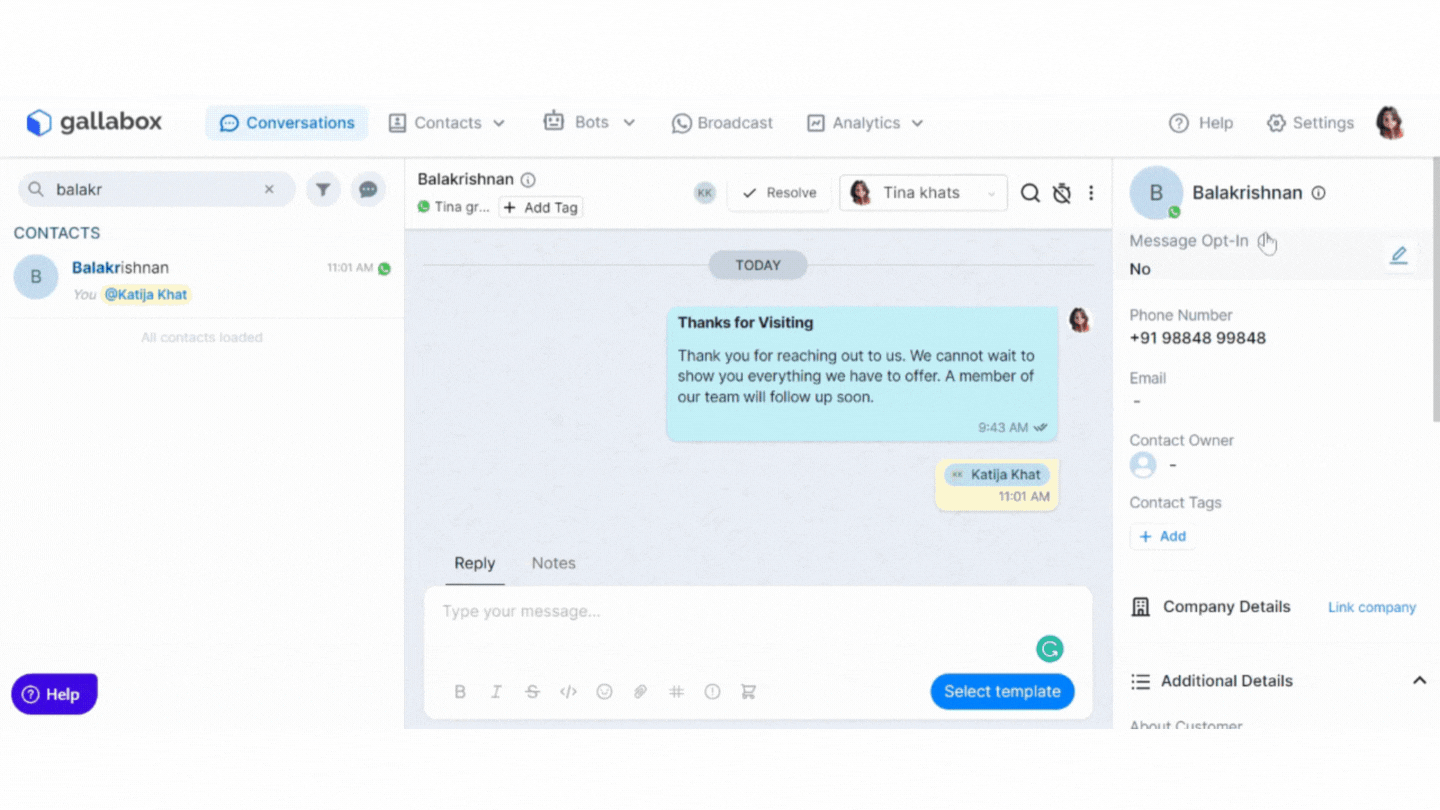 gallabox
Conversations
Contacts
Bots
Broadcast
Analytics
Help
Settings
balakr
CONTACTS
B
Balakrishnan
11:01 AM
You @Katija Khat
All contacts loaded
Help
Balakrishnan
Tina gr...
+ Add Tag
KK
Resolve
Tina khats
TODAY
Thanks for Visiting
Thank you for reaching out to us. We cannot wait to
show you everything we have to offer. A member of
our team will follow up soon.
9:43 AM
KK Katija Khat
11:01 AM
Reply
Notes
Type your message...
B I S </> #
Select template
B
Balakrishnan
Message Opt-In
No
Phone Number
+91 98848 99848
Email
-
Contact Owner
-
Contact Tags
+ Add
Company Details
Link company
Additional Details
About Customer